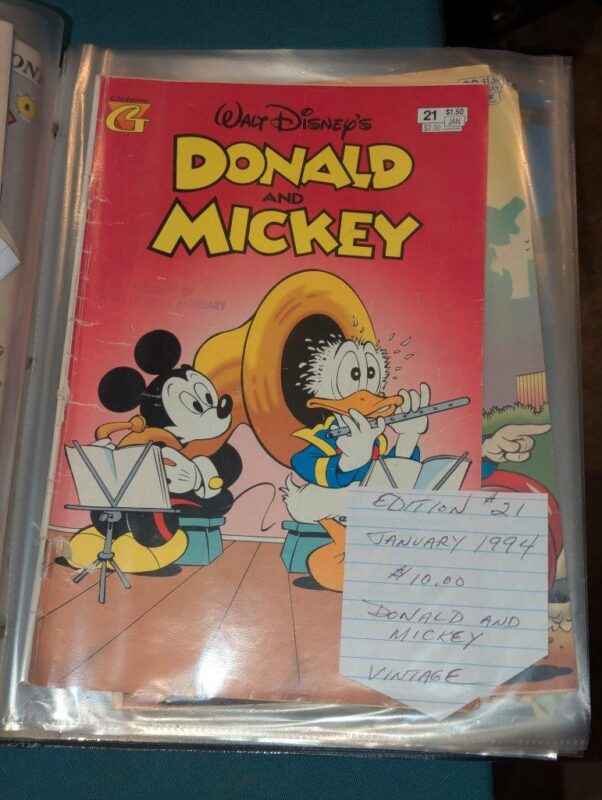 WALT DISNEY'S
DONALD
AND
MICKEY
21
$1.50
JAN
EDITION #21
JANUARY 1994
$10.00
DONALD AND
MICKEY
VINTAGE